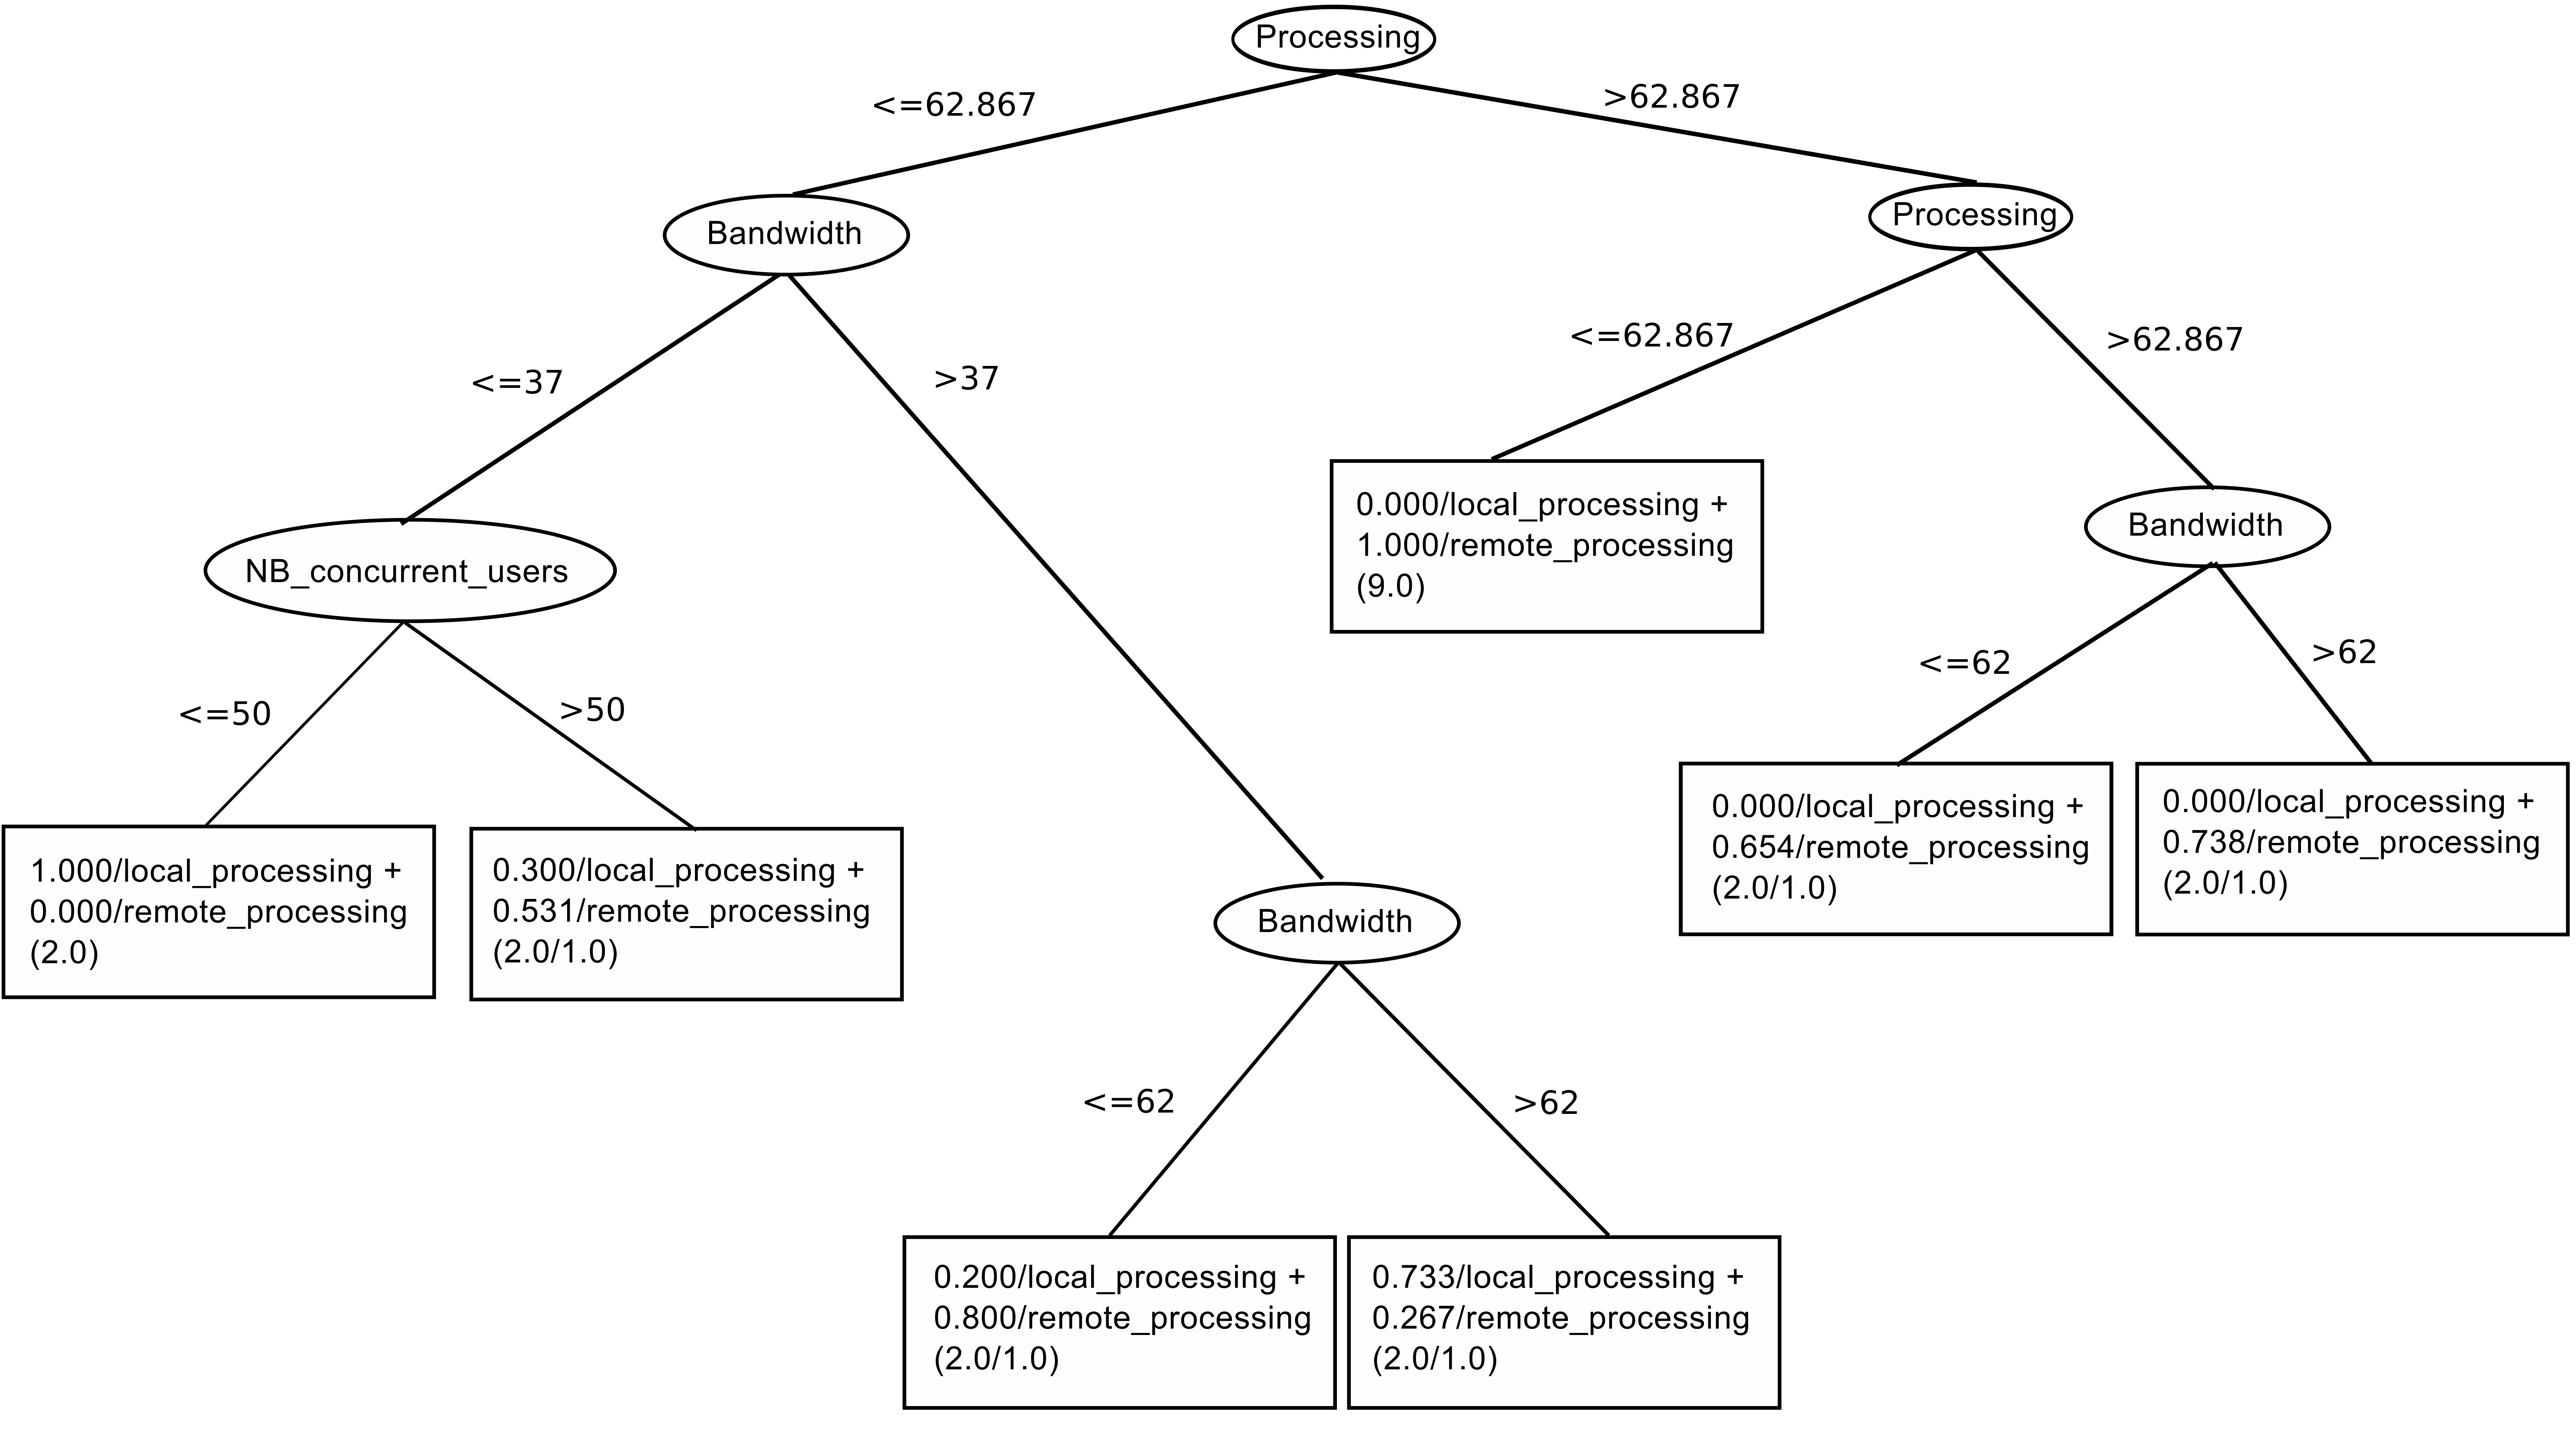 Processing
<=62.867
>62.867
Bandwidth
Processing
<=37
>37
<=62.867
>62.867
NB_concurrent_users
0.000/local_processing +
1.000/remote_processing
(9.0)
Bandwidth
<=50
>50
<=62
>62
1.000/local_processing +
0.000/remote_processing
(2.0)
0.300/local_processing +
0.531/remote_processing
(2.0/1.0)
0.000/local_processing +
0.654/remote_processing
(2.0/1.0)
0.000/local_processing +
0.738/remote_processing
(2.0/1.0)
Bandwidth
<=62
>62
0.200/local_processing +
0.800/remote_processing
(2.0/1.0)
0.733/local_processing +
0.267/remote_processing
(2.0/1.0)